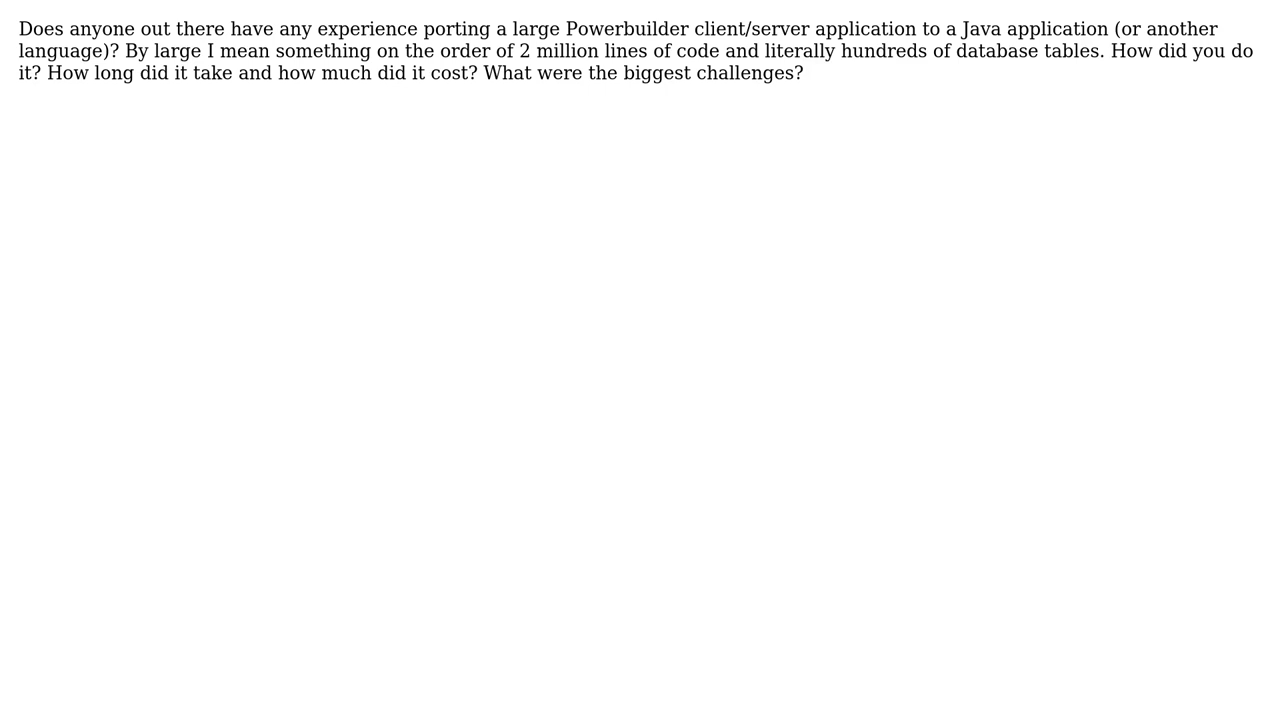 Does anyone out there have any experience porting a large Powerbuilder client/server application to a Java application (or another
language)? By large I mean something on the order of 2 million lines of code and literally hundreds of database tables. How did you do
it? How long did it take and how much did it cost? What were the biggest challenges?